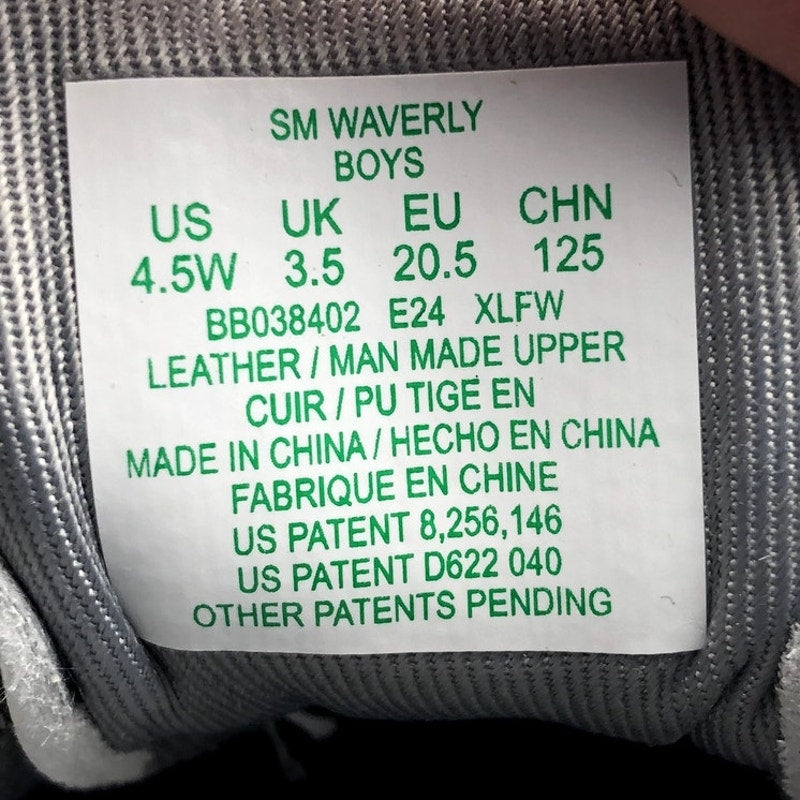 SM WAVERLY
BOYS
US UK EU CHN
4.5W 3.5 20.5 125
BB038402 E24 XLFW
LEATHER / MAN MADE UPPER
CUIR / PU TIGE EN
MADE IN CHINA / HECHO EN CHINA
FABRIQUE EN CHINE
US PATENT 8,256,146
US PATENT D622 040
OTHER PATENTS PENDING